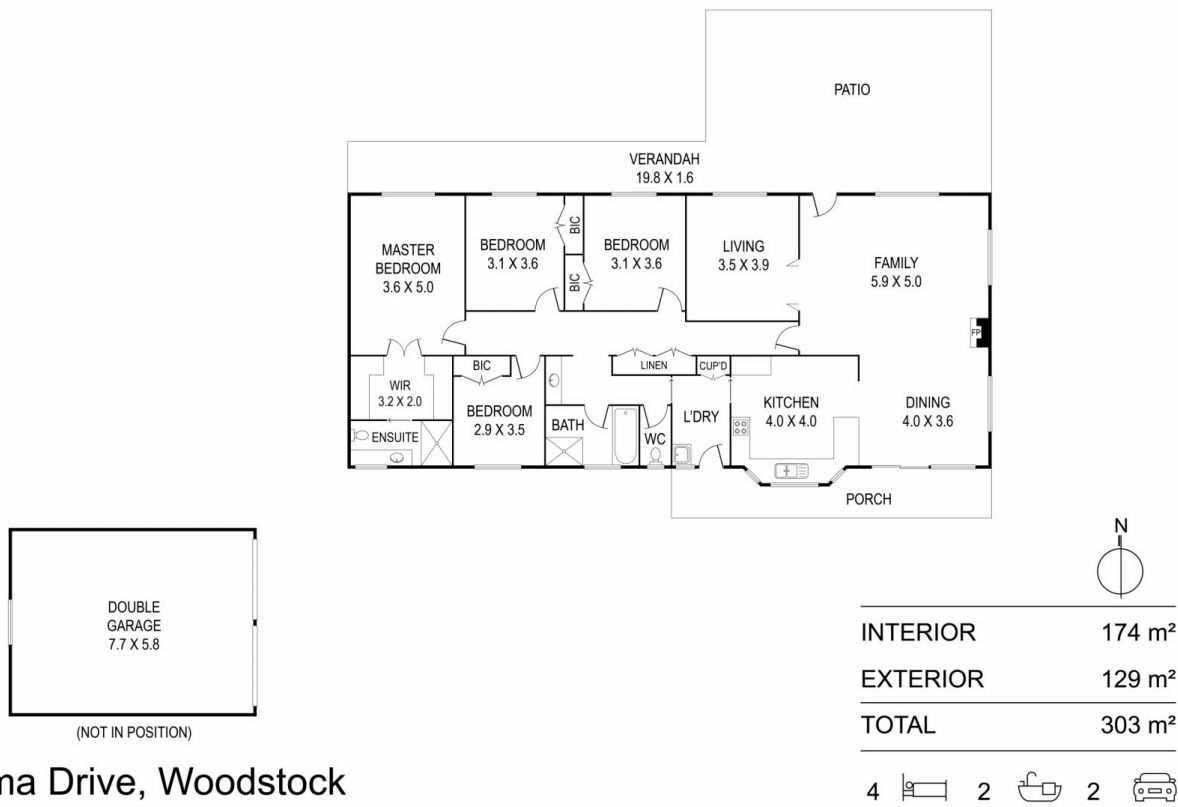 PATIO
VERANDAH
19.8 X 1.6
MASTER
BEDROOM
3.6 X 5.0
BEDROOM
3.1 X 3.6
BIC
BIC
BEDROOM
3.1 X 3.6
LIVING
3.5 X 3.9
FAMILY
5.9 X 5.0
FP
WIR
3.2 X 2.0
ENSUITE
BIC
BEDROOM
2.9 X 3.5
BATH
LINEN
CUP'D
WC
L'DRY
KITCHEN
4.0 X 4.0
DINING
4.0 X 3.6
PORCH
DOUBLE
GARAGE
7.7 X 5.8
(NOT IN POSITION)
N
INTERIOR 174 m²
EXTERIOR 129 m²
TOTAL 303 m²
4 2 2
ma Drive, Woodstock